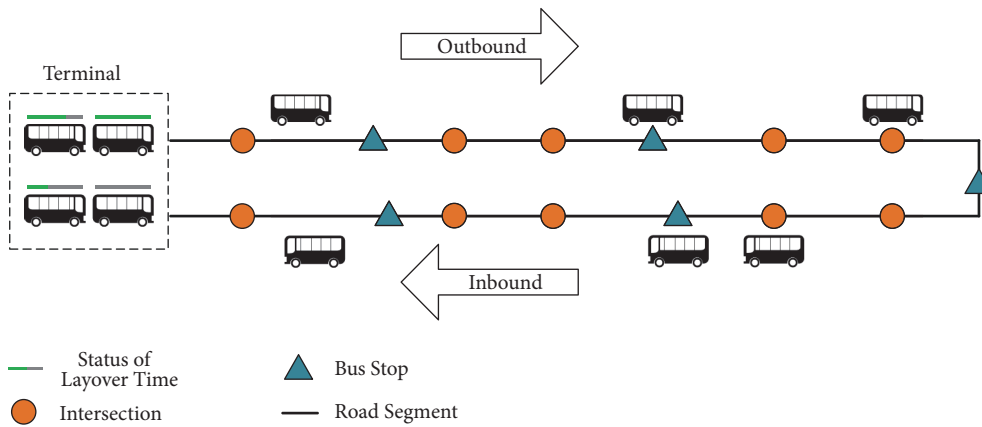 Outbound
Terminal
Inbound
Status of
Layover Time
Bus Stop
Intersection
Road Segment